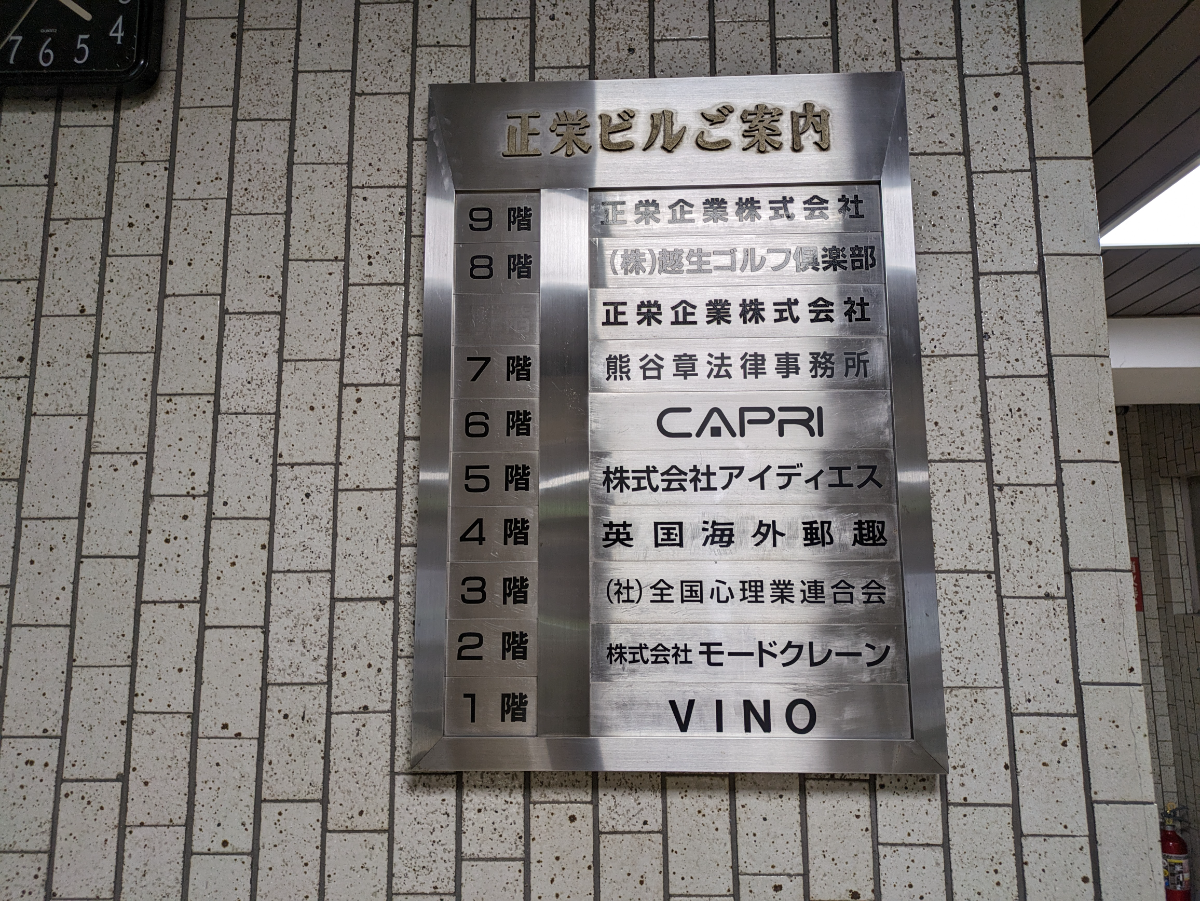 7 6 5 4
正栄ビルご案内
9階 正栄企業株式会社
8階 (株)越生ゴルフ倶楽部
正栄企業株式会社
7階 熊谷章法律事務所
6階 CAPRI
5階 株式会社アイディエス
4階 英国海外郵趣
3階 (社)全国心理業連合会
2階 株式会社モードクレーン
1階 VINO